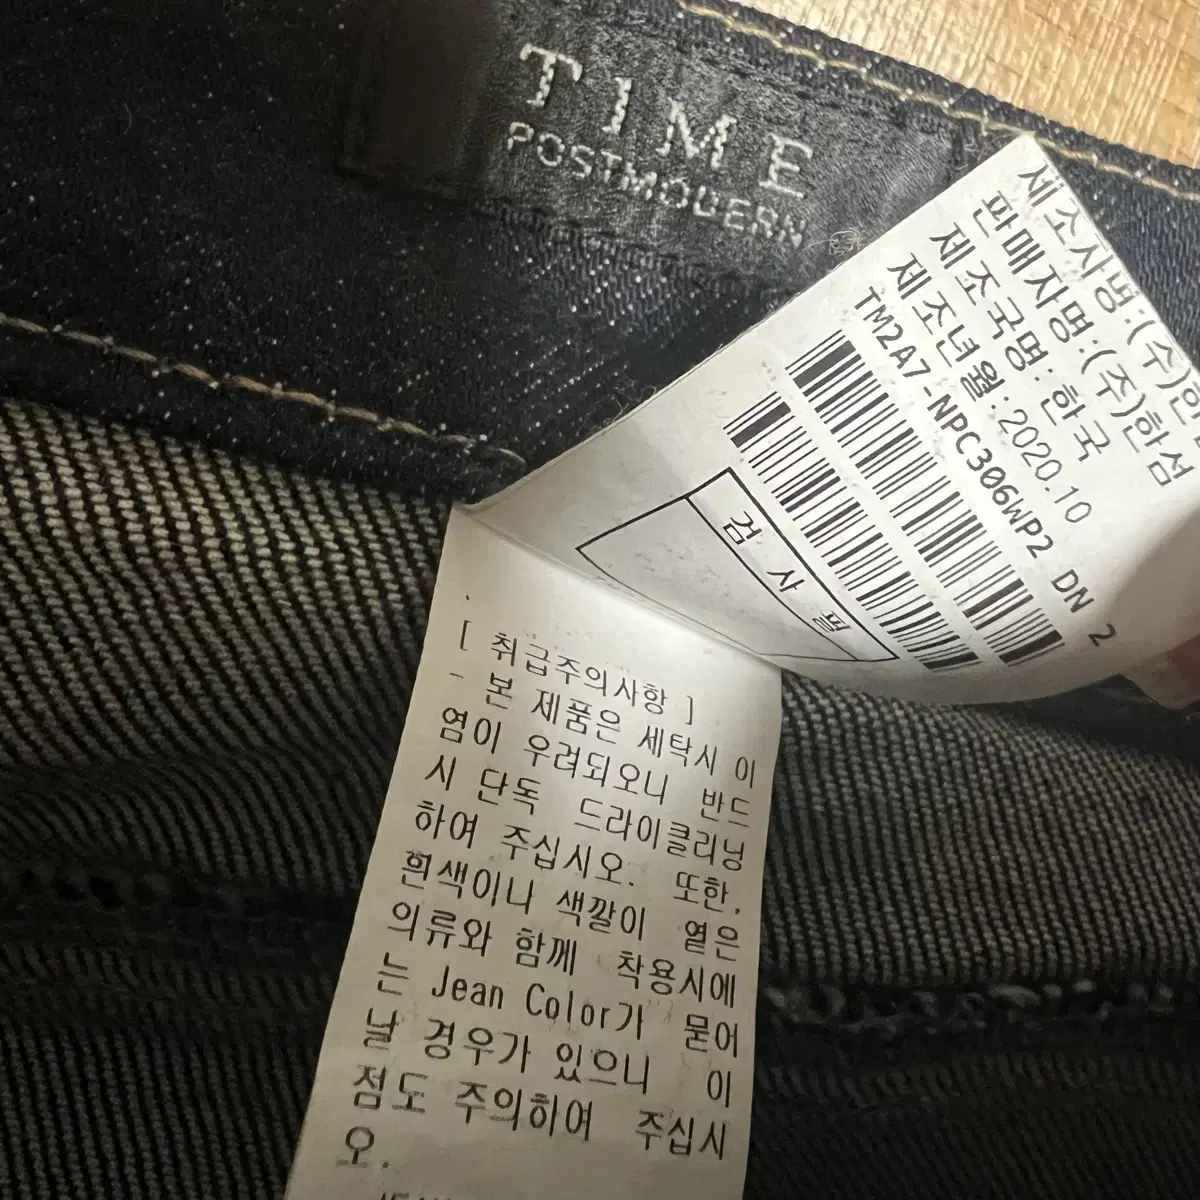 TIME
POSTMODERN
제조사명:(주)
판매자명:(주)한섬
제조국명:한국
제조년월:2020.10
TM2A7-NPC306WP2 DN 2
검 사 필
[ 취급주의사항 ]
- 본 제품은 세탁시 이
염이 우려되오니 반드
시 단독 드라이클리닝
하여 주십시오. 또한,
흰색이나 색깔이 옅은
의류와 함께 착용시에
는 Jean Color가 묻어
날 경우가 있으니 이
점도 주의하여 주십시
오.